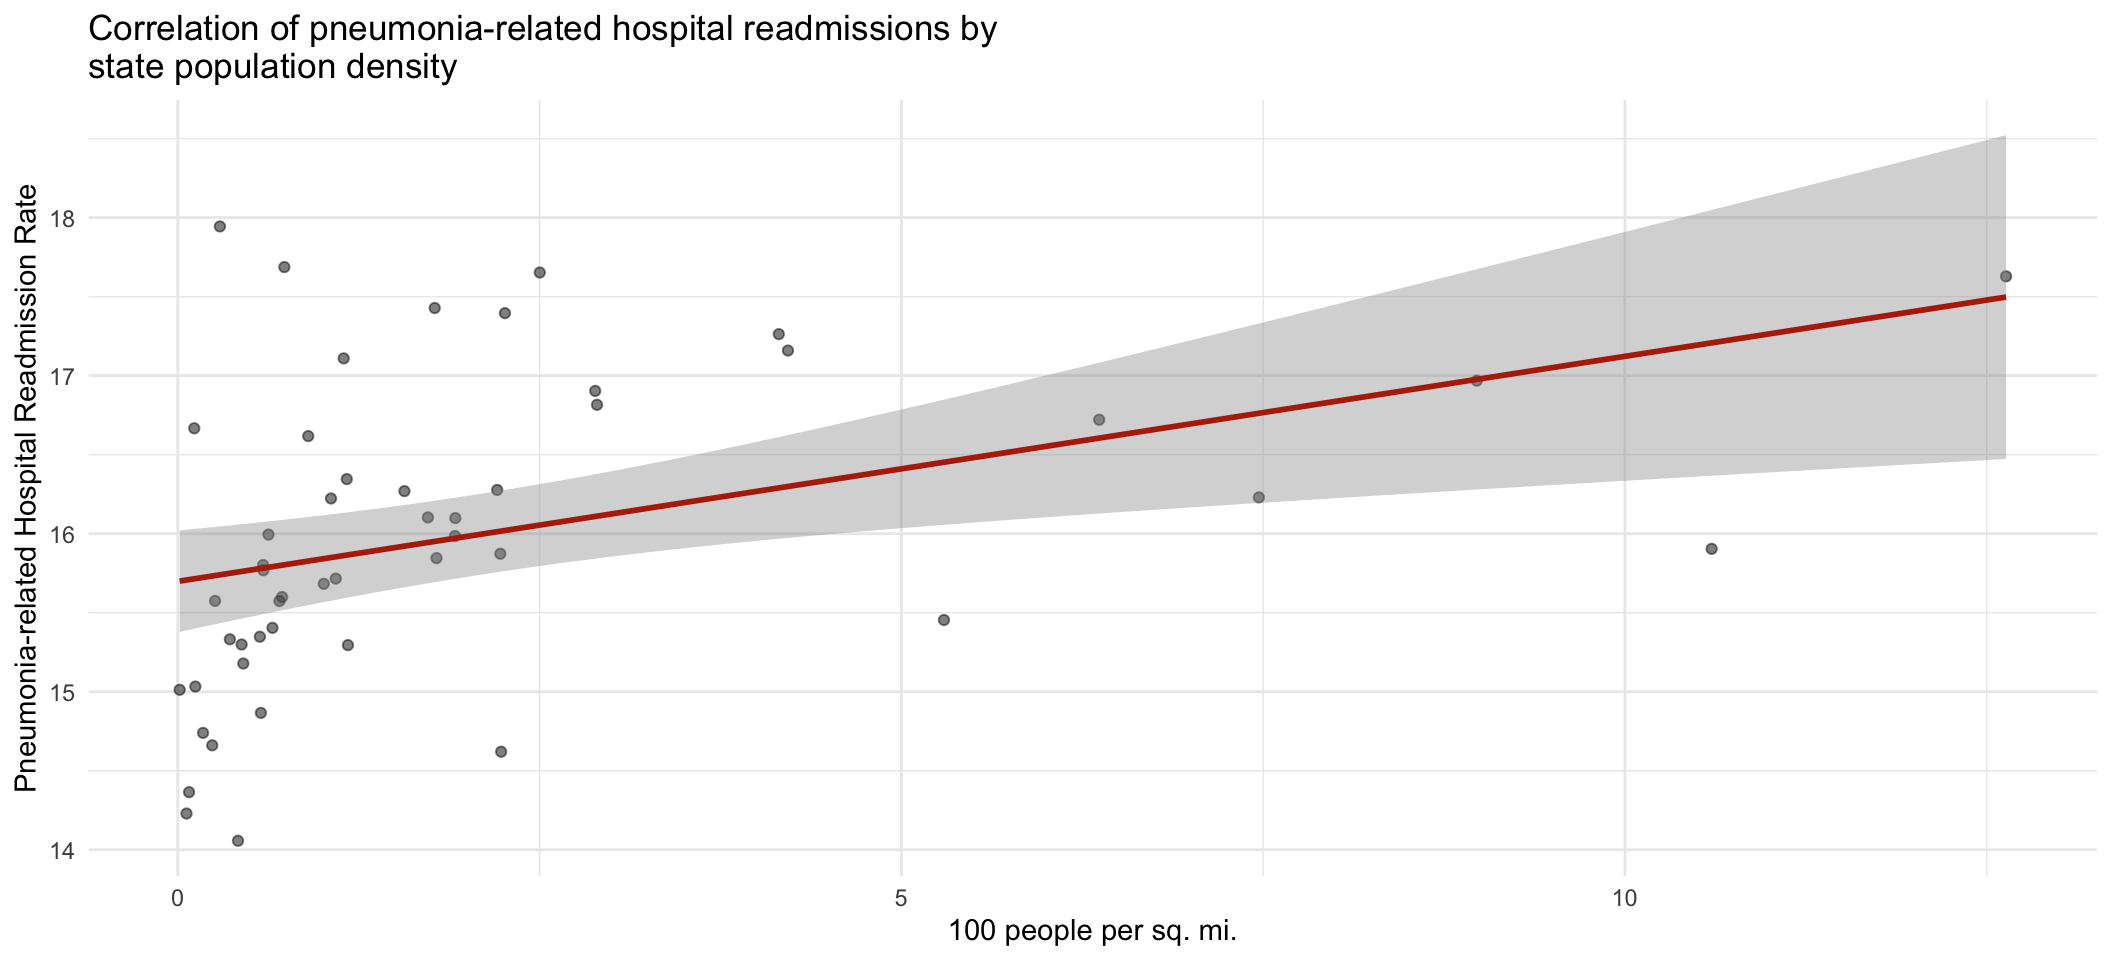 Correlation of pneumonia-related hospital readmissions by
state population density
Pneumonia-related Hospital Readmission Rate
18
17
16
15
14
0
5
10
100 people per sq. mi.